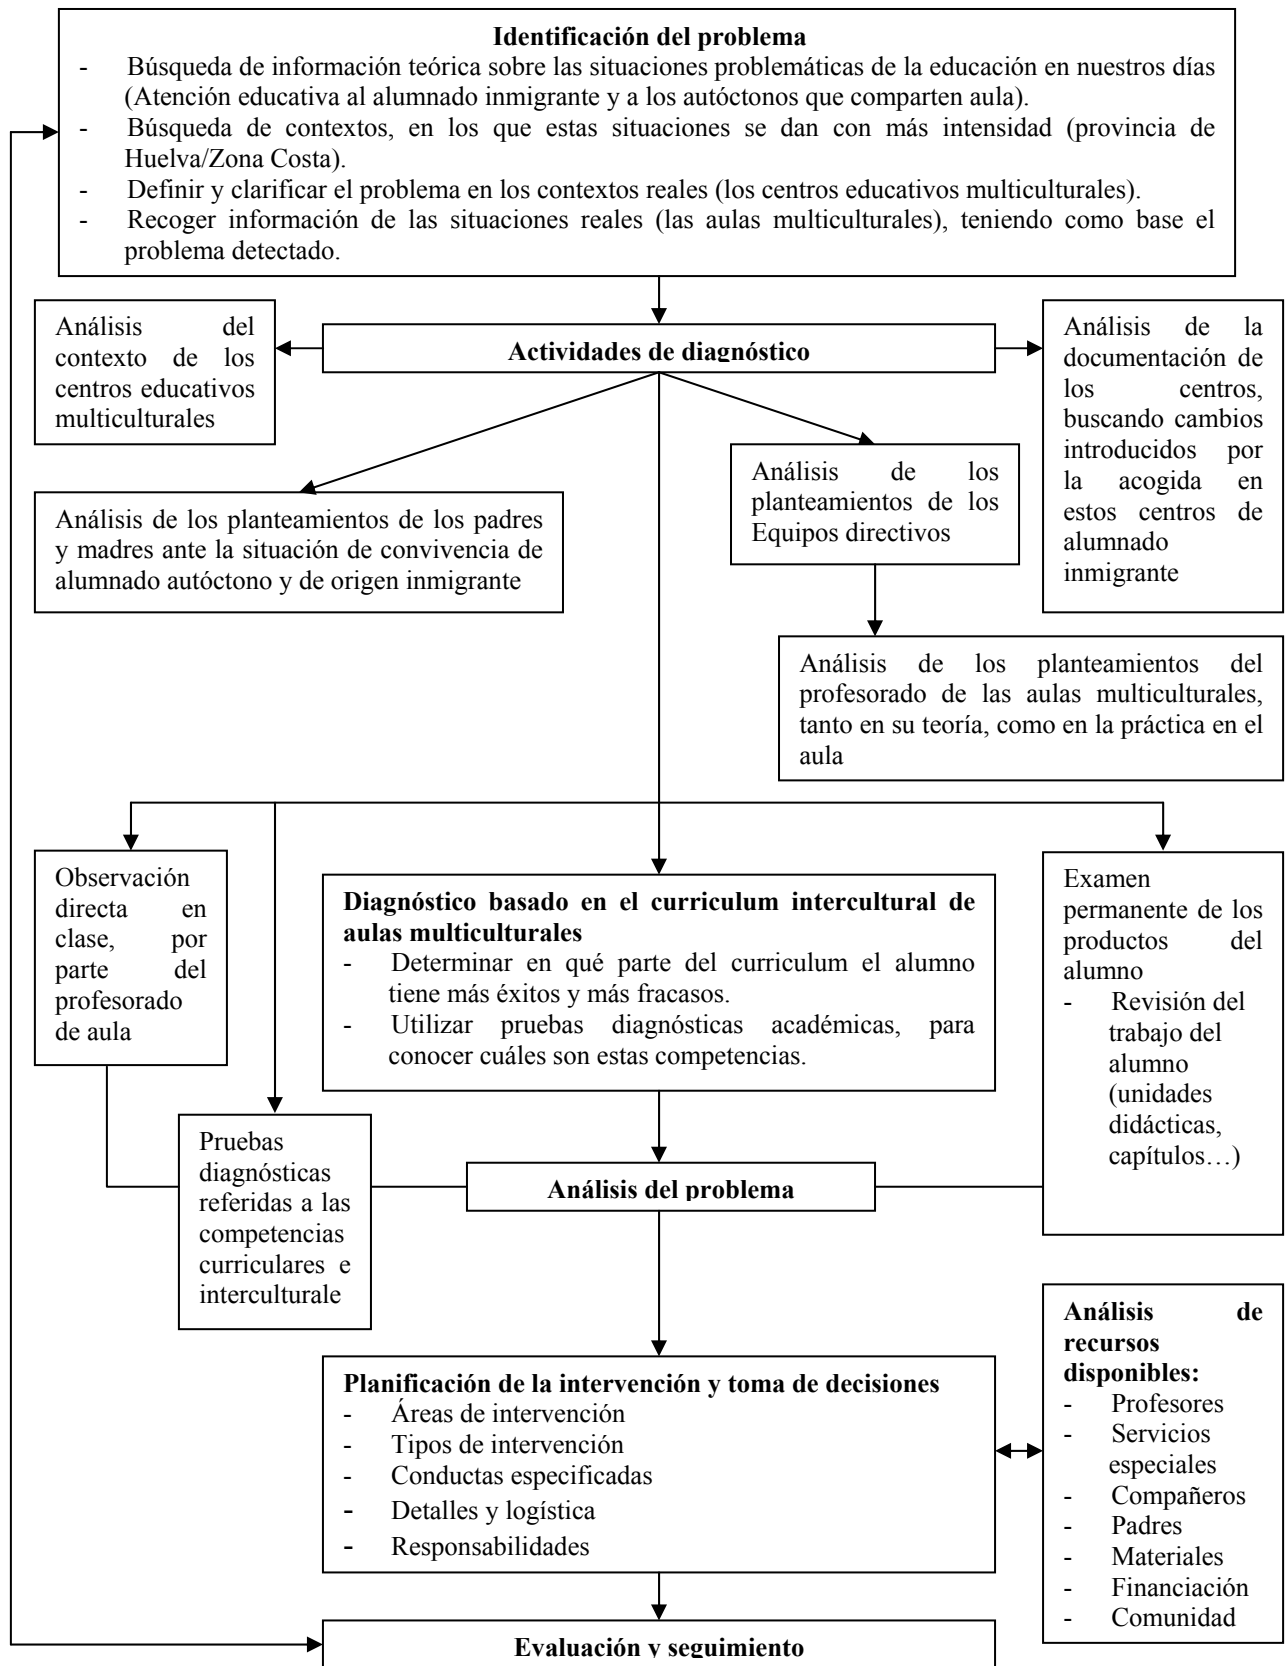 Identificación del problema
- Búsqueda de información teórica sobre las situaciones problemáticas de la educación en nuestros días
(Atención educativa al alumnado inmigrante y a los autóctonos que comparten aula).
- Búsqueda de contextos, en los que estas situaciones se dan con más intensidad (provincia de
Huelva/Zona Costa).
- Definir y clarificar el problema en los contextos reales (los centros educativos multiculturales).
- Recoger información de las situaciones reales (las aulas multiculturales), teniendo como base el
problema detectado.
Análisis del
contexto de los
centros educativos
multiculturales
Actividades de diagnóstico
Análisis de la
documentación de
los centros,
buscando cambios
introducidos por
la acogida en
estos centros de
alumnado
inmigrante
Análisis de los planteamientos de los padres
y madres ante la situación de convivencia de
alumnado autóctono y de origen inmigrante
Análisis de los
planteamientos de los
Equipos directivos
Análisis de los planteamientos del
profesorado de las aulas multiculturales,
tanto en su teoría, como en la práctica en el
aula
Observación
directa en
clase, por
parte del
profesorado
de aula
Diagnóstico basado en el curriculum intercultural de
aulas multiculturales
- Determinar en qué parte del curriculum el alumno
tiene más éxitos y más fracasos.
- Utilizar pruebas diagnósticas académicas, para
conocer cuáles son estas competencias.
Examen
permanente de los
productos del
alumno
- Revisión del
trabajo del
alumno
(unidades
didácticas,
capítulos…)
Pruebas
diagnósticas
referidas a las
competencias
curriculares e
interculturale
Análisis del problema
Planificación de la intervención y toma de decisiones
- Áreas de intervención
- Tipos de intervención
- Conductas especificadas
- Detalles y logística
- Responsabilidades
Análisis de
recursos
disponibles:
- Profesores
- Servicios
especiales
- Compañeros
- Padres
- Materiales
- Financiación
- Comunidad
Evaluación y seguimiento